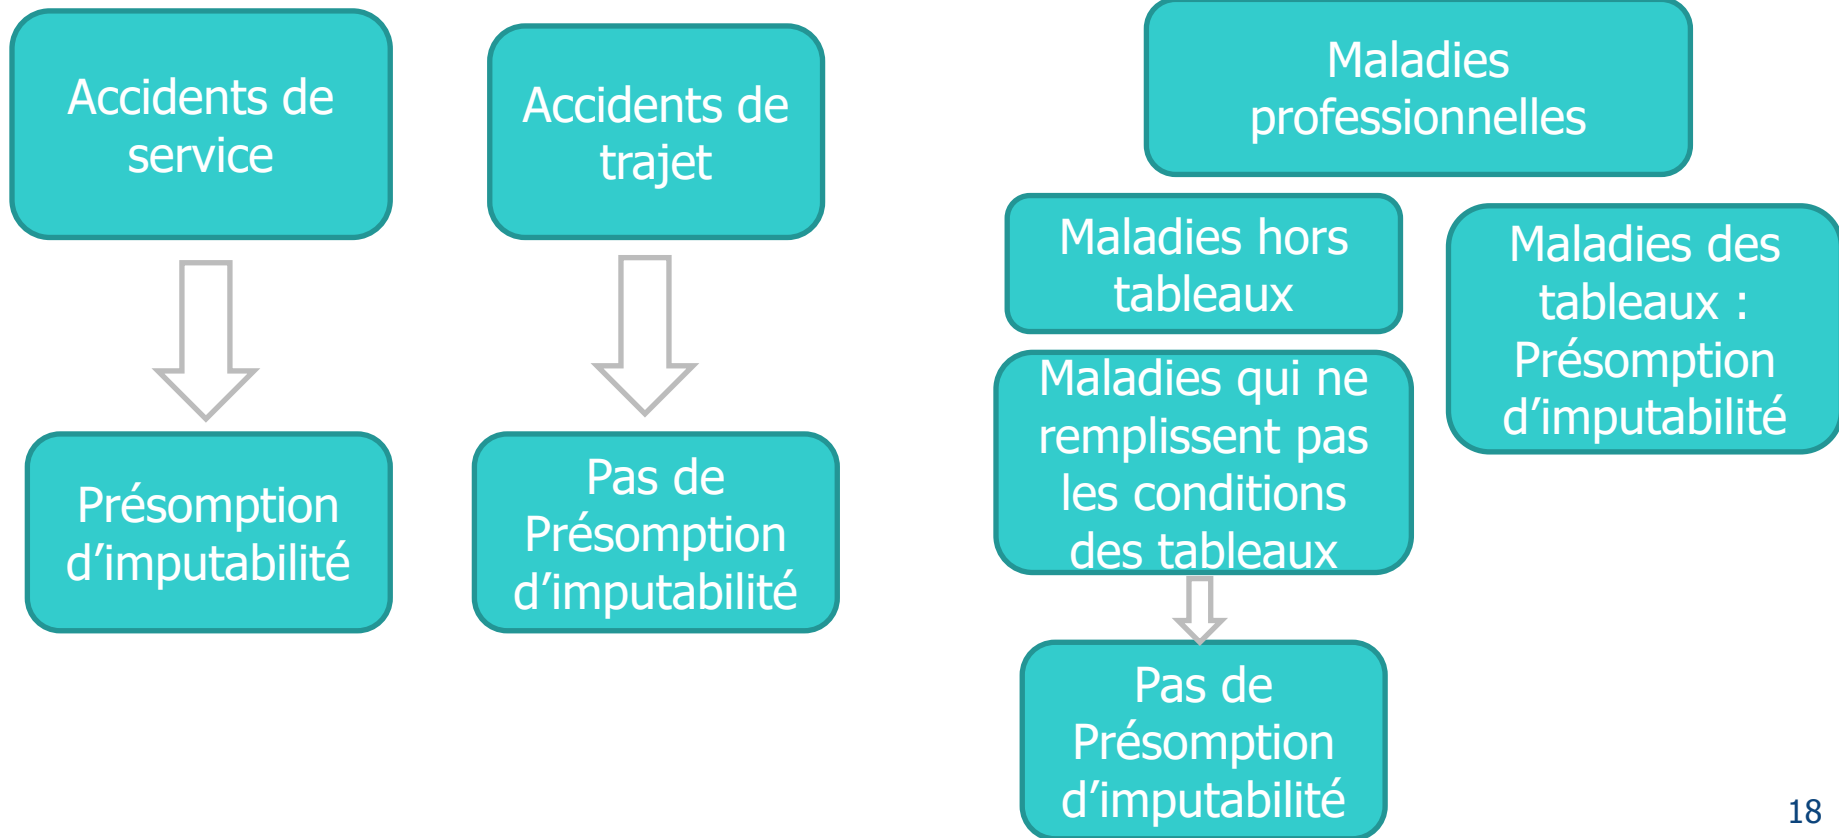 Accidents de
service
Présomption
d’imputabilité
Accidents de
trajet
Pas de
Présomption
d’imputabilité
Maladies
professionnelles
Maladies hors
tableaux
Maladies qui ne
remplissent pas
les conditions
des tableaux
Pas de
Présomption
d’imputabilité
Maladies des
tableaux :
Présomption
d’imputabilité
18